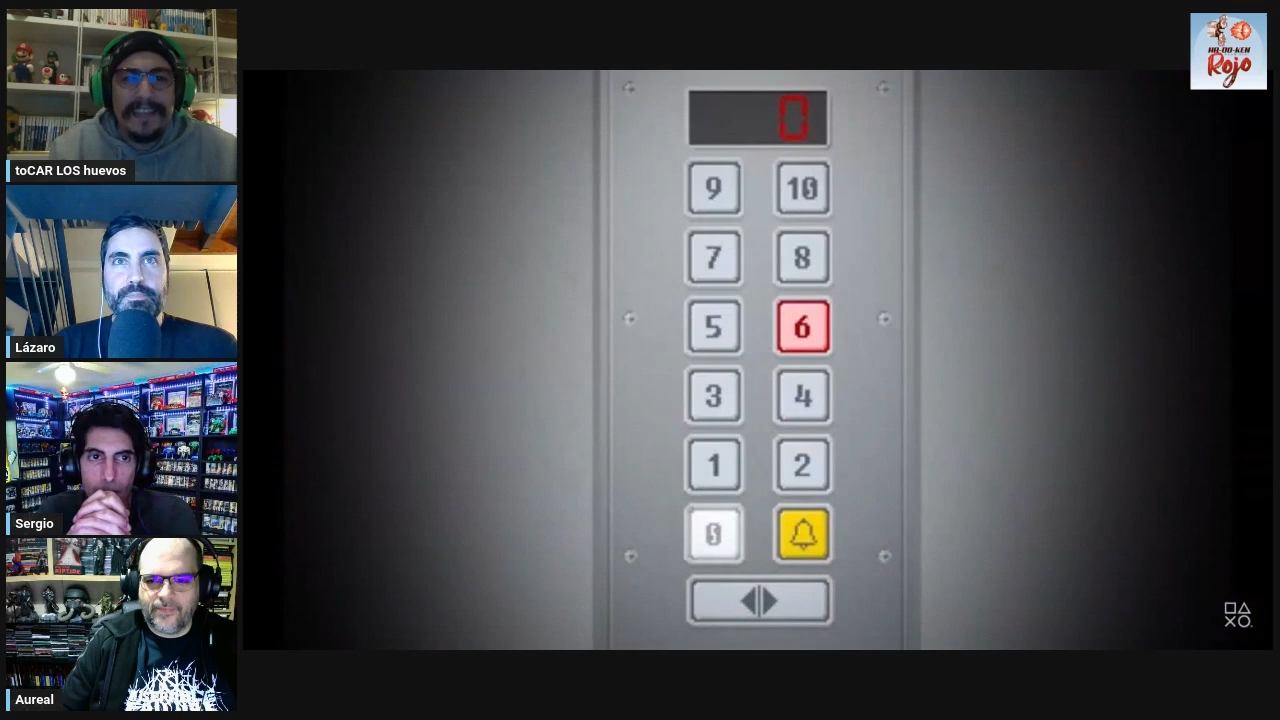 toCAR LOS huevos
Lázaro
Sergio
Aureal
HA-DO-KEN
Rojo
0
9 10
7 8
5 6
3 4
1 2
0